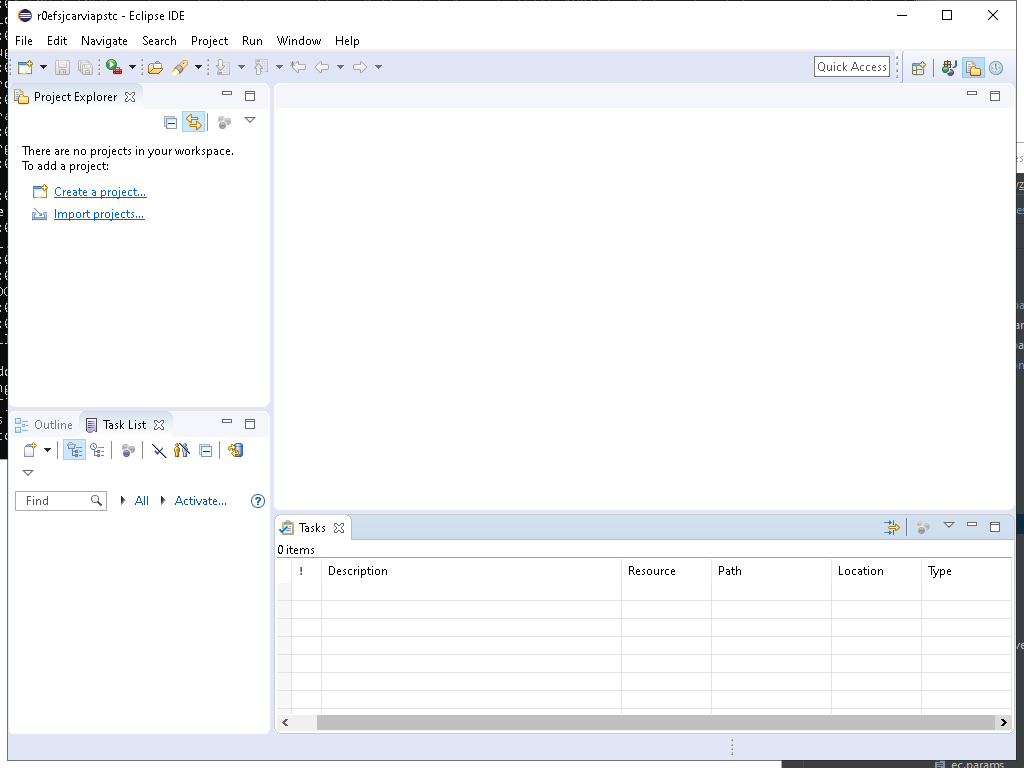 r0efsjcarviapstc - Eclipse IDE
File Edit Navigate Search Project Run Window Help
Quick Access
Project Explorer
There are no projects in your workspace.
To add a project:
Create a project...
Import projects...
Outline Task List
Find All Activate...
Tasks
0 items
! Description Resource Path Location Type
ec.params